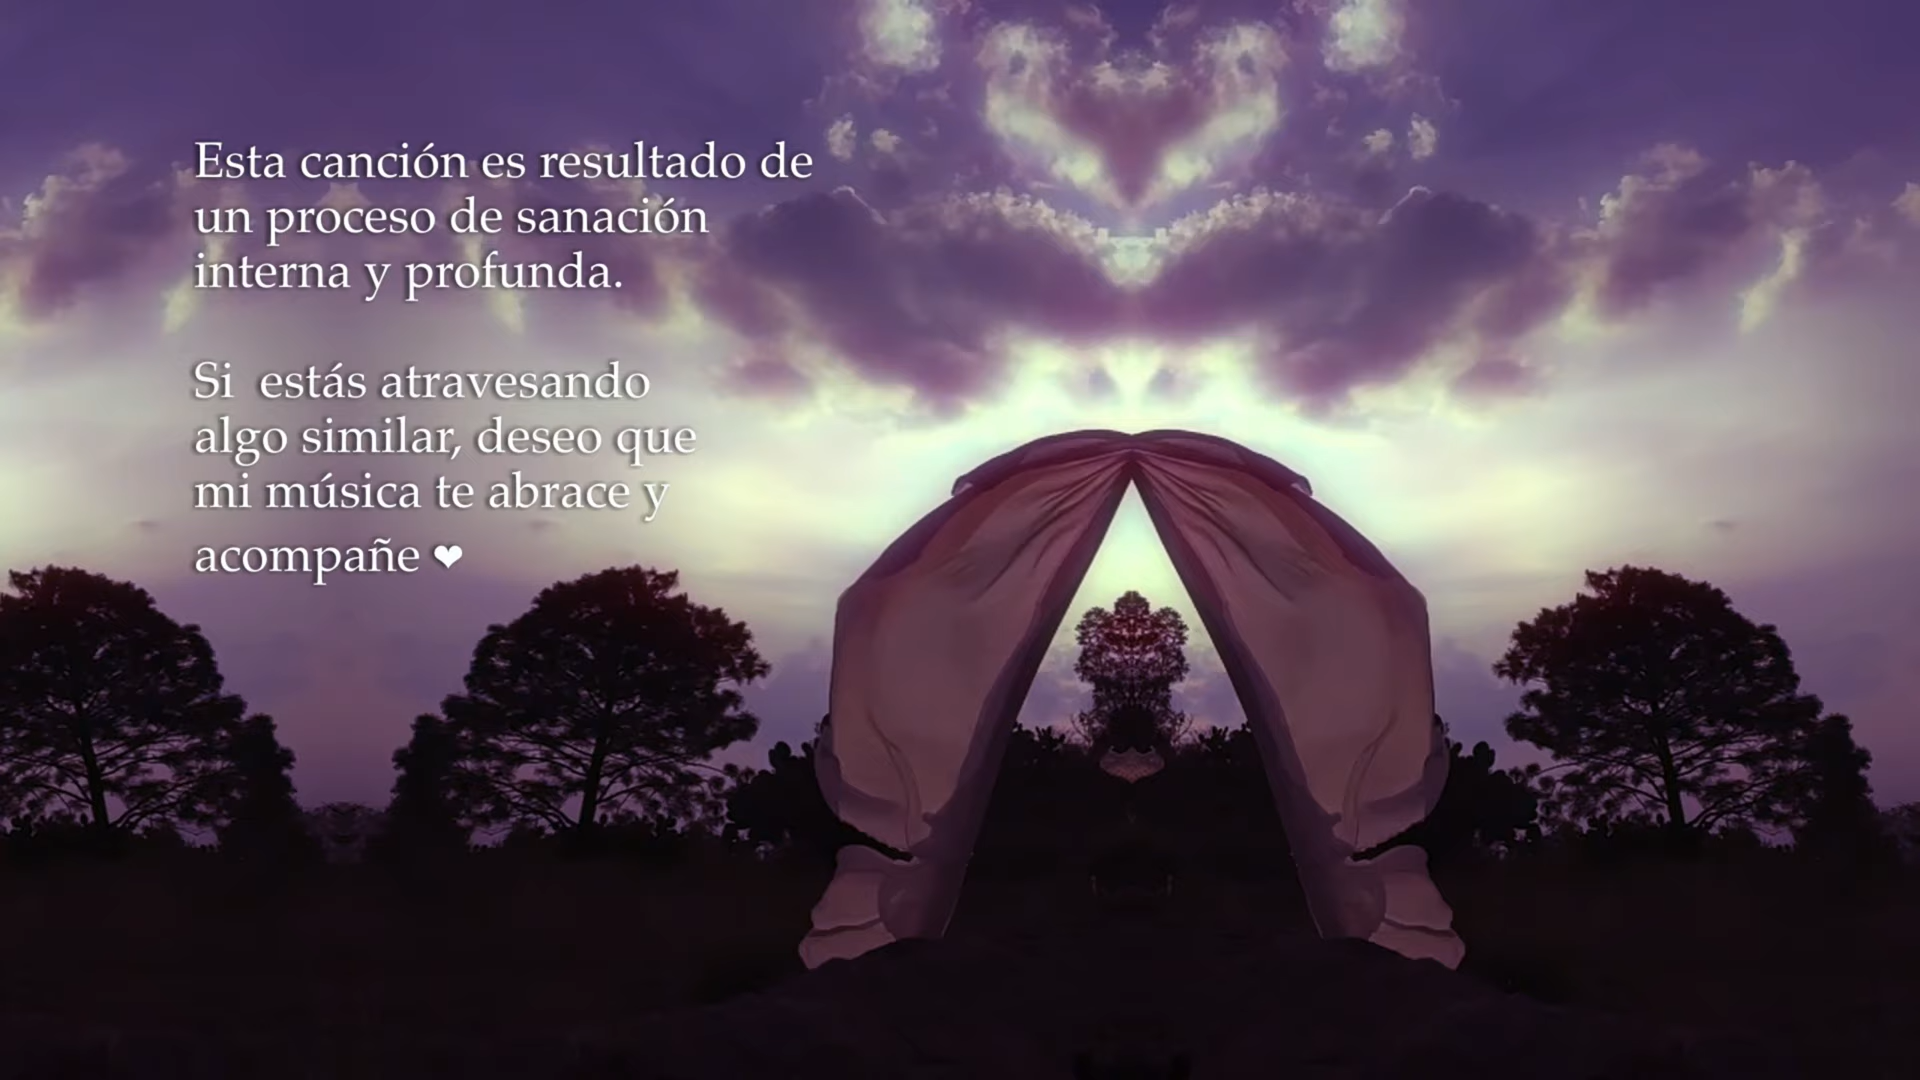 Esta canción es resultado de
un proceso de sanación
interna y profunda.
Si  estás atravesando
algo similar, deseo que
mi música te abrace y
acompañe ❤